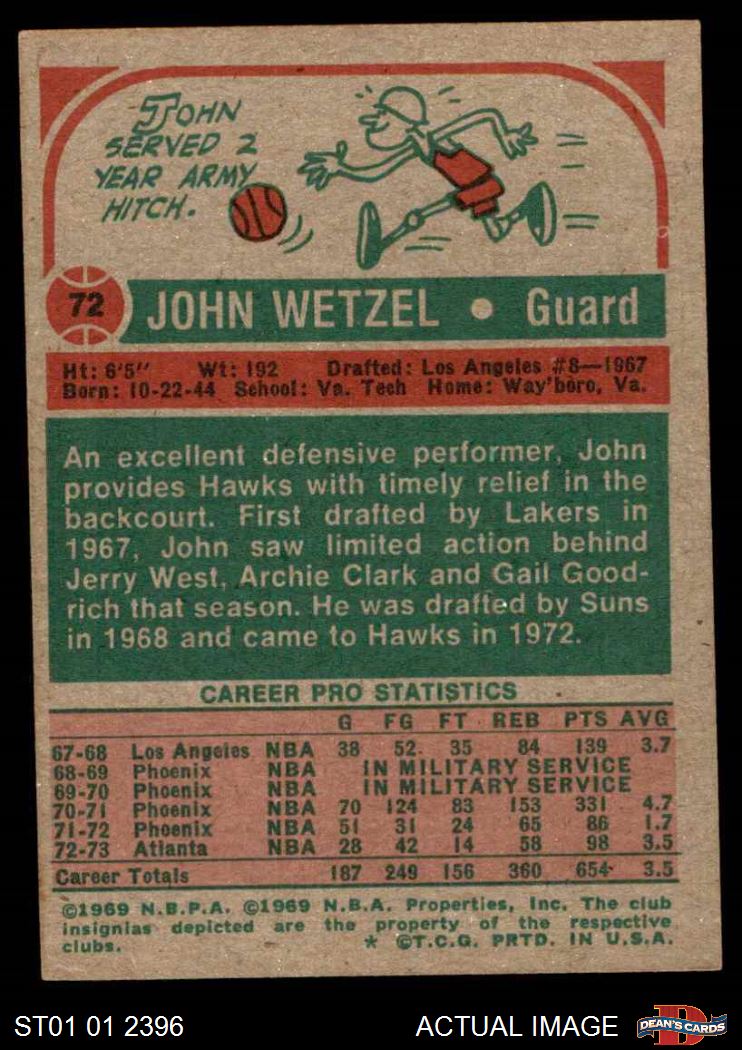 JOHN
SERVED 2
YEAR ARMY
HITCH.
72 JOHN WETZEL • Guard
Ht: 6'5" Wt: 192 Drafted: Los Angeles #8—1967
Born: 10-22-44 School: Va. Tech Home: Way'boro, Va.
An excellent defensive performer, John
provides Hawks with timely relief in the
backcourt. First drafted by Lakers in
1967, John saw limited action behind
Jerry West, Archie Clark and Gail Good-
rich that season. He was drafted by Suns
in 1968 and came to Hawks in 1972.
CAREER PRO STATISTICS
G FG FT REB PTS AVG
67-68 Los Angeles NBA 38 52 35 84 139 3.7
68-69 Phoenix NBA IN MILITARY SERVICE
69-70 Phoenix NBA IN MILITARY SERVICE
70-71 Phoenix NBA 70 124 83 153 331 4.7
71-72 Phoenix NBA 51 31 24 65 86 1.7
72-73 Atlanta NBA 28 42 14 58 98 3.5
Career Totals 187 249 156 360 654 3.5
©1969 N.B.P.A. ©1969 N.B.A. Properties, Inc. The club
insignias depicted are the property of the respective
clubs. * ©T.C.G. PRTD. IN U.S.A.
ST01 01 2396 ACTUAL IMAGE DEAN'S CARDS